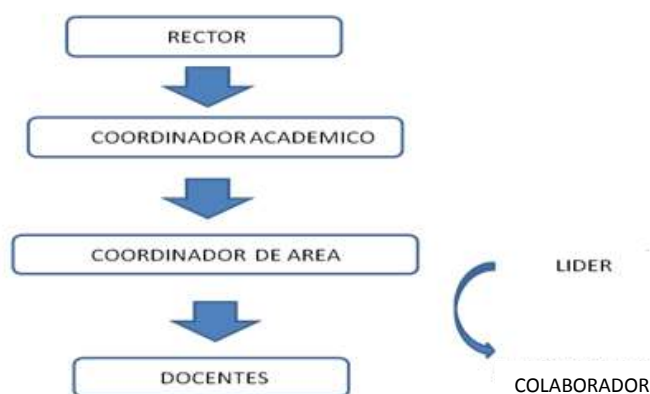 RECTOR
COORDINADOR ACADEMICO
COORDINADOR DE AREA
LIDER
DOCENTES
COLABORADOR